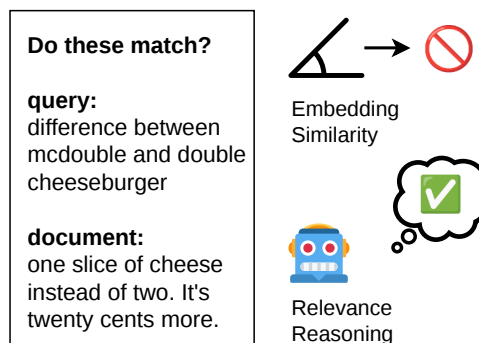 Do these match?
query:
difference between
mcdouble and double
cheeseburger
document:
one slice of cheese
instead of two. It's
twenty cents more.
Embedding
Similarity
Relevance
Reasoning